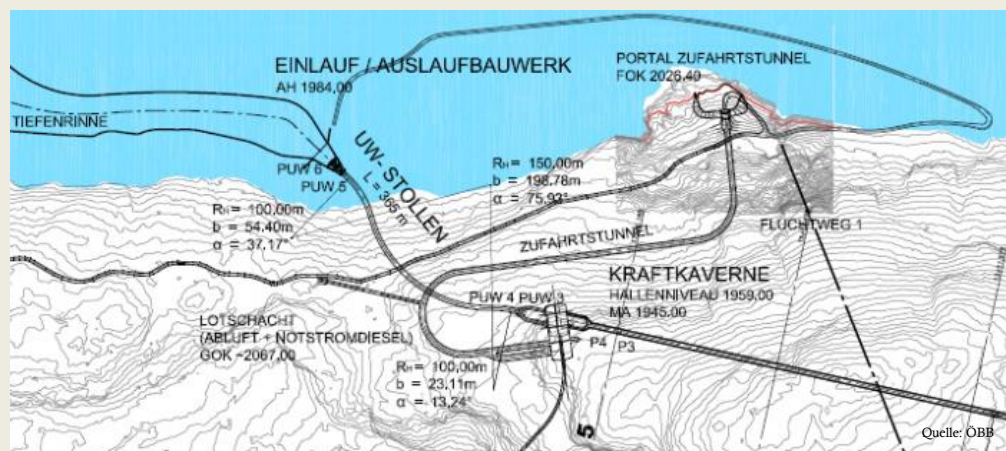 EINLAUF / AUSLAUFBAUWERK
AH 1984,00
PORTAL ZUFAHRTSTUNNEL
FOK 2026,40
TIEFENRINNE
PUW 6
PUW 5
UW-STOLLEN
L = 365 m
Rн= 150,00m
b = 198,78m
α = 75,93°
Rн= 100,00m
b = 54,40m
α = 37,17°
FLUCHTWEG 1
ZUFAHRTSTUNNEL
KRAFTKAVERNE
HALLENNIVEAU 1959,00
MA 1945,00
PUW 4 PUW 3
LOTSCHACHT
(ABLUFT + NOTSTROMDIESEL)
GOK ~2067,00
P4 P3
Rн= 100,00m
b = 23,11m
α = 13,24°
5
Quelle: ÖBB